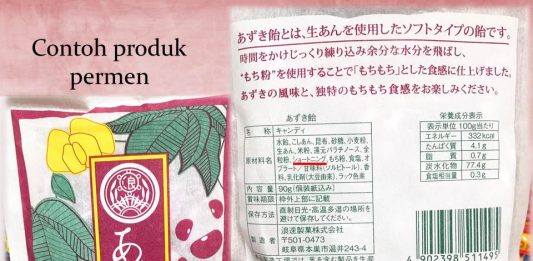 Contoh produk
permen
あ
あずき飴とは、生あんを使用したソフトタイプの飴です。
時間をかけじっくり練り込み余分な水分を飛ばし、
“もち粉”を使用することで「もちもち」とした食感に仕上げました。
あずきの風味と、独特のもちもち食感をお楽しみください。
あずき飴
名称 キャンディ
原材料名 水飴、こしあん、昆布、砂糖、小麦粉、
生あん、米粉、還元パラチノース、全
粒粉、ショートニング、もち粉、食塩、オ
ブラート/甘味料(ソルビトール)、香
料、乳化剤(大豆由来)、ラック色素
内容量 90g(個装紙込み)
賞味期限 枠外上部に記載
保存方法 直射日光・高温多湿の場所を
避けて保存
製造者 浪速製菓株式会社
〒501-0473
岐阜県本巣市温井243-4
栄養成分表示
表示単位 100g当たり
エネルギー 332kcal
たんぱく質 4.1g
脂質 0.7g
炭水化物 77.4g
食塩相当量 0.3g
4902398511495